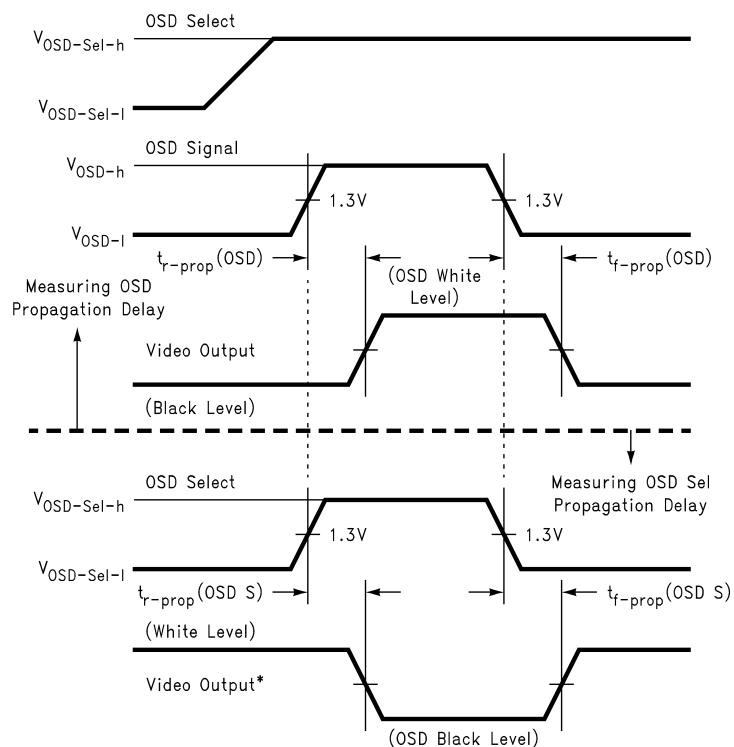 OSD Select
V_OSD-Sel-h
V_OSD-Sel-l
OSD Signal
V_OSD-h
1.3V
1.3V
V_OSD-l
t_r-prop(OSD)
(OSD White
Level)
t_f-prop(OSD)
Measuring OSD
Propagation Delay
Video Output
(Black Level)
OSD Select
V_OSD-Sel-h
Measuring OSD Sel
Propagation Delay
1.3V
1.3V
V_OSD-Sel-l
t_r-prop(OSD S)
t_f-prop(OSD S)
(White Level)
Video Output*
(OSD Black Level)